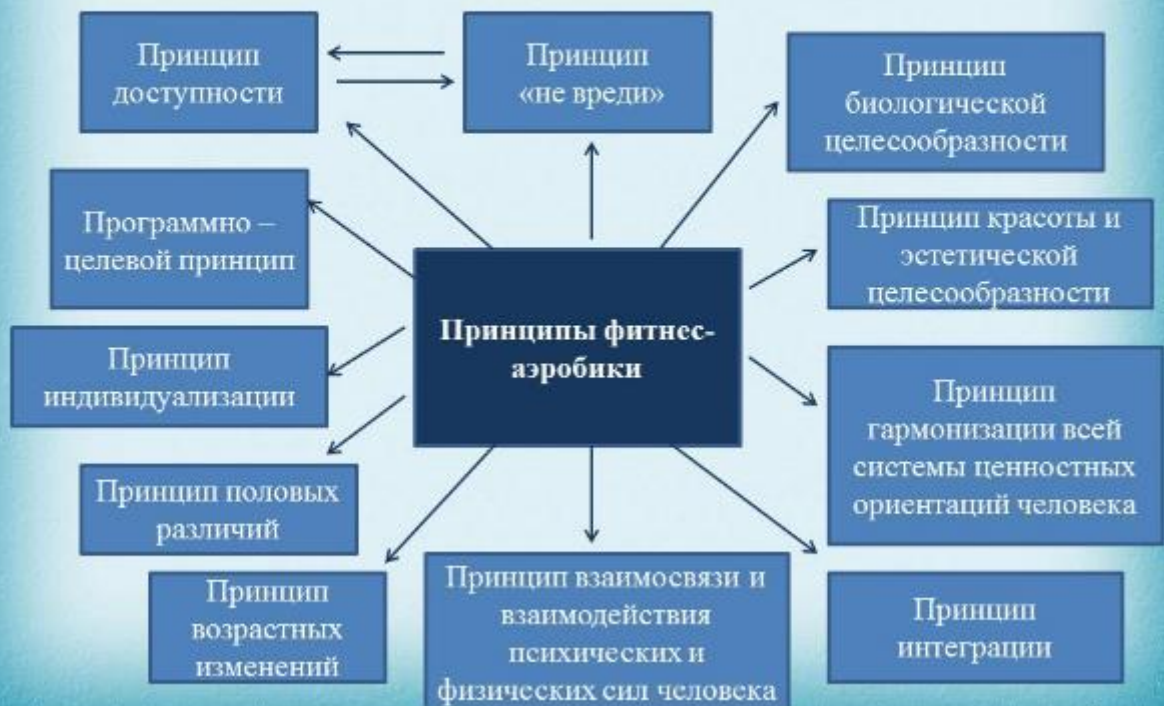 Принцип
доступности
Принцип
«не вреди»
Принцип
биологической
целесообразности
Программно –
целевой принцип
Принцип красоты и
эстетической
целесообразности
Принципы фитнес-
аэробики
Принцип
индивидуализации
Принцип
гармонизации всей
системы ценностных
ориентаций человека
Принцип половых
различий
Принцип
возрастных
изменений
Принцип взаимосвязи и
взаимодействия
психических и
физических сил человека
Принцип
интеграции